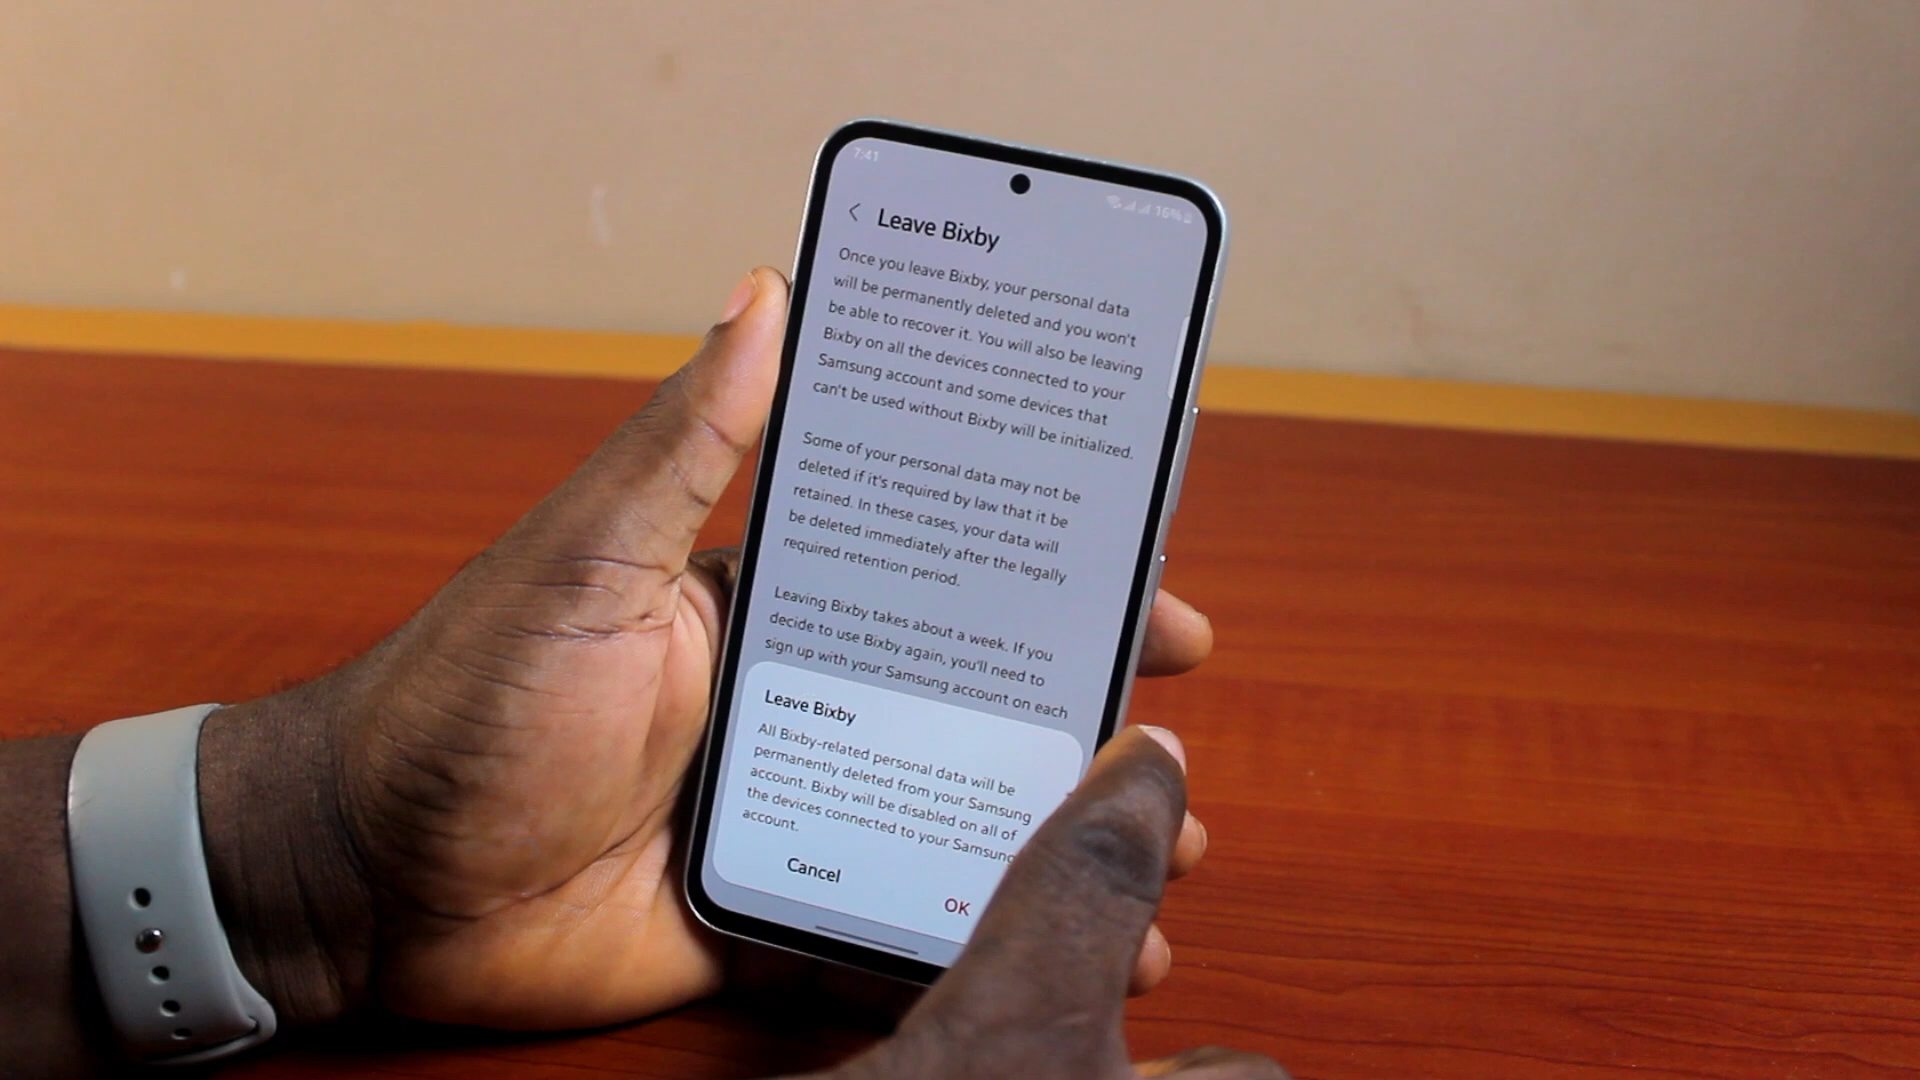 7:41
16%
Leave Bixby
Once you leave Bixby, your personal data
will be permanently deleted and you won't
be able to recover it. You will also be leaving
Bixby on all the devices connected to your
Samsung account and some devices that
can't be used without Bixby will be initialized.
Some of your personal data may not be
deleted if it's required by law that it be
retained. In these cases, your data will
be deleted immediately after the legally
required retention period.
Leaving Bixby takes about a week. If you
decide to use Bixby again, you'll need to
sign up with your Samsung account on each
Leave Bixby
All Bixby-related personal data will be
permanently deleted from your Samsung
account. Bixby will be disabled on all of
the devices connected to your Samsung
account.
Cancel
OK